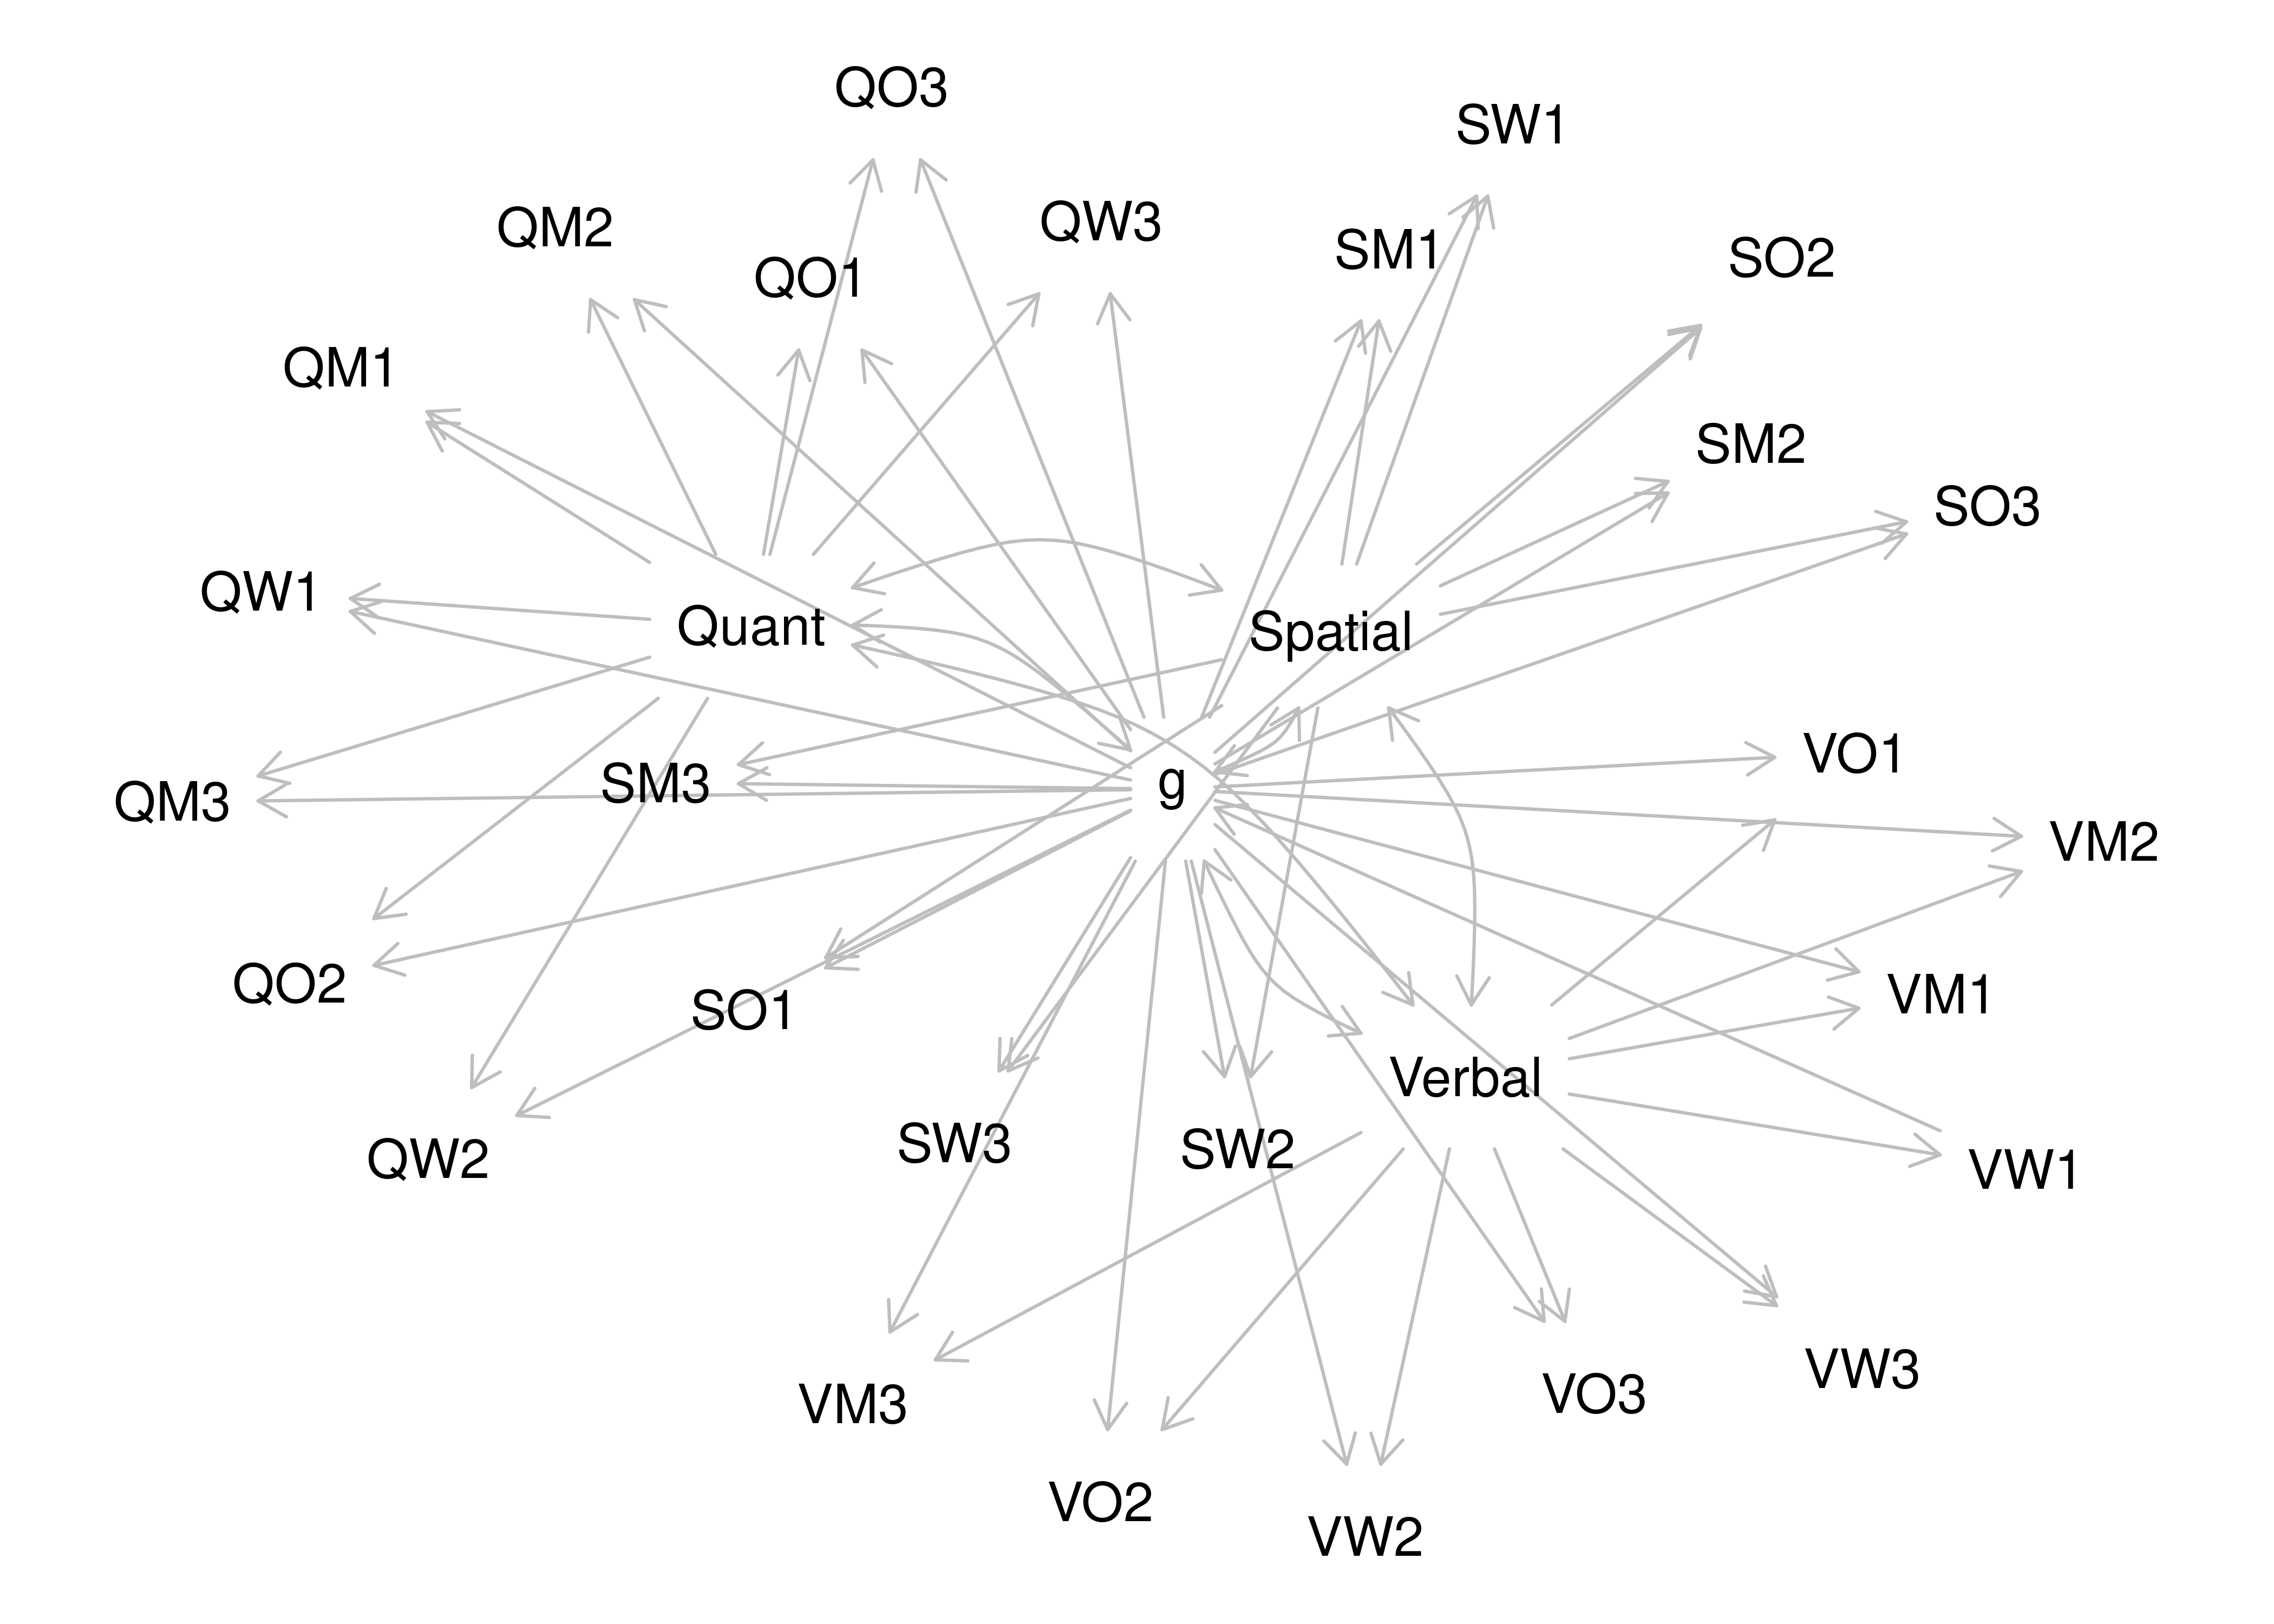 QO3
SW1
QM2
QW3
SM1
SO2
QO1
QM1
SM2
SO3
QW1
Quant
Spatial
VO1
SM3
g
QM3
VM2
QO2
SO1
VM1
Verbal
SW3
SW2
QW2
VW1
VW3
VO3
VM3
VO2
VW2